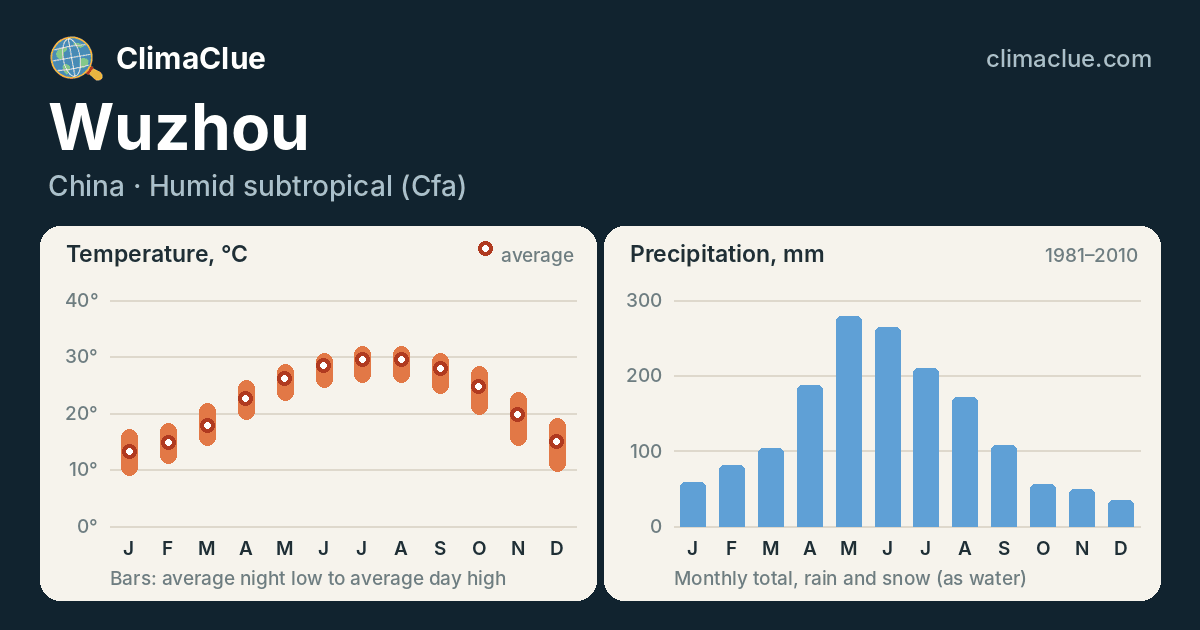 ClimaClue
climaclue.com
Wuzhou
China · Humid subtropical (Cfa)
Temperature, °C
average
40°
30°
20°
10°
0°
J F M A M J J A S O N D
Bars: average night low to average day high
Precipitation, mm
1981–2010
300
200
100
0
J F M A M J J A S O N D
Monthly total, rain and snow (as water)